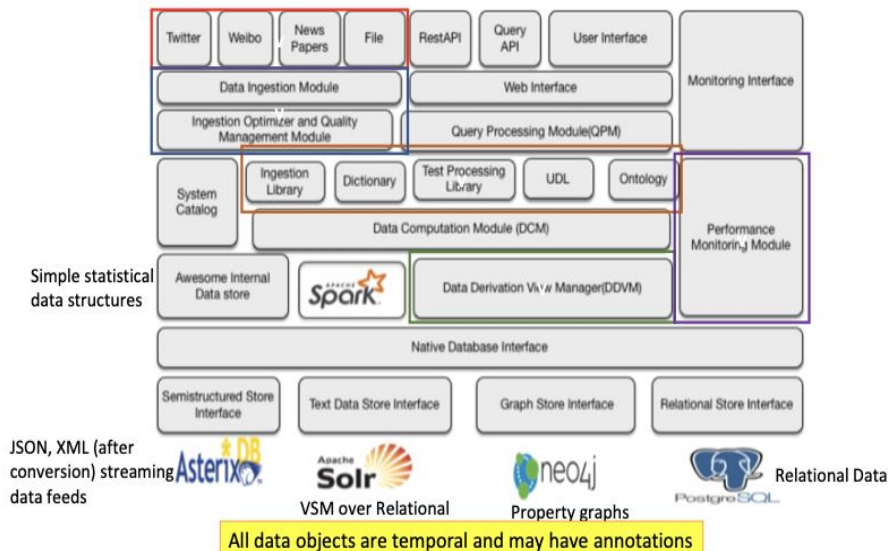 Twitter
Weibo
News
Papers
File
RestAPI
Query
API
User Interface
Monitoring Interface
Data Ingestion Module
Web Interface
Ingestion Optimizer and Quality
Management Module
Query Processing Module(QPM)
System
Catalog
Ingestion
Library
Dictionary
Test Processing
Library
UDL
Ontology
Performance
Monitoring Module
Data Computation Module (DCM)
Simple statistical
data structures
Awesome Internal
Data store
APACHE
Spark
Data Derivation View Manager(DDVM)
Native Database Interface
Semistructured Store
Interface
Text Data Store Interface
Graph Store Interface
Relational Store Interface
JSON, XML (after
conversion) streaming
data feeds
AsterixDB
Apache
Solr
VSM over Relational
neo4j
Property graphs
PostgreSQL
Relational Data
All data objects are temporal and may have annotations